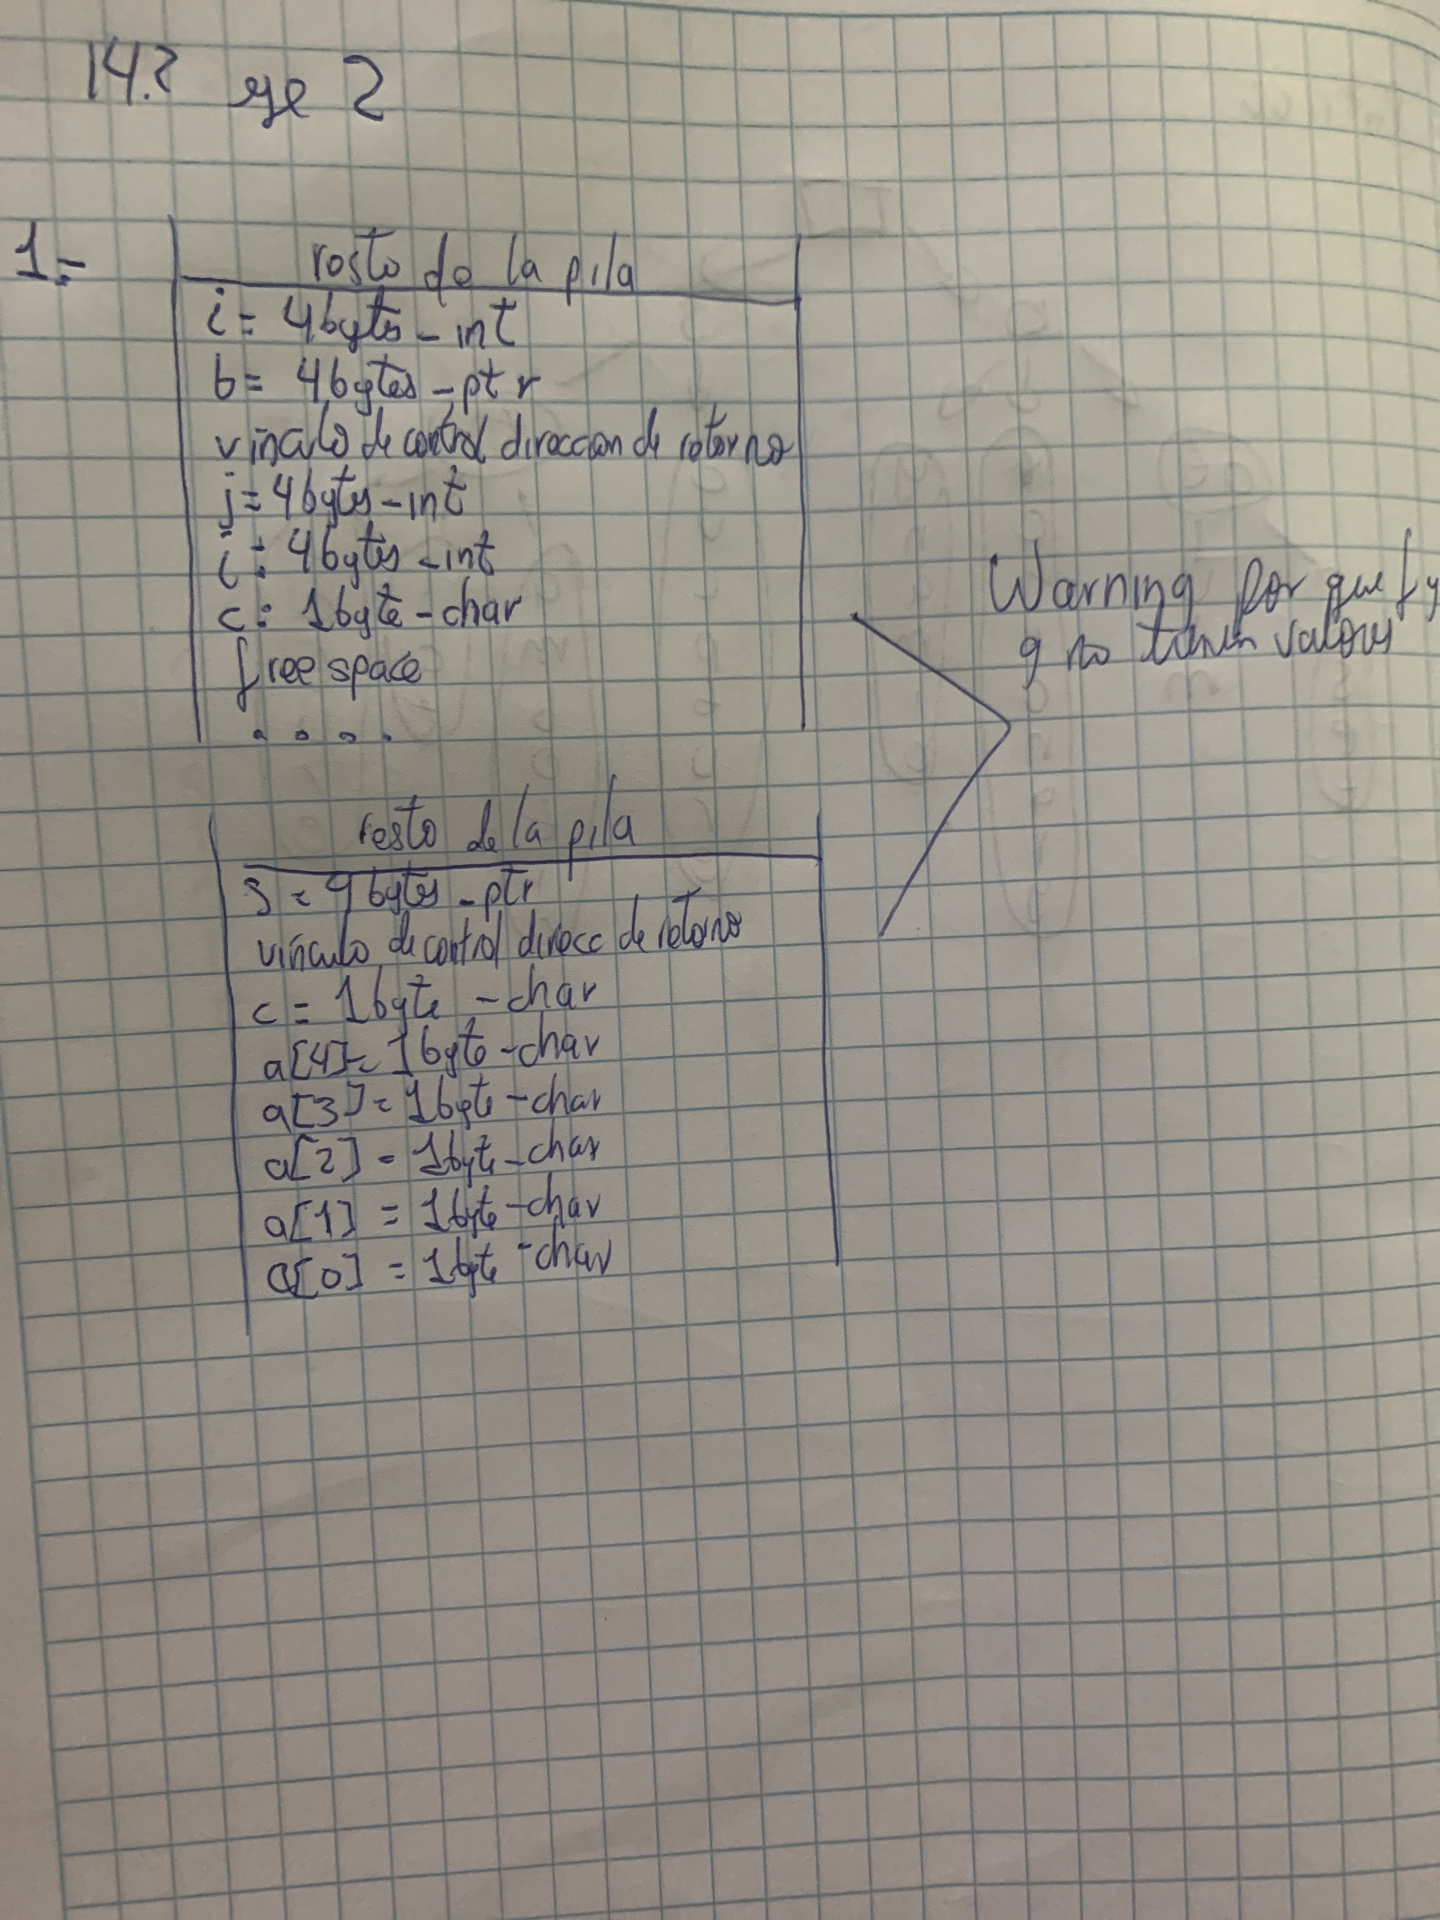 14.2 eje 2
1.-
resto de la pila
i = 4bytes - int
b = 4bytes - ptr
vinculo de control direccion de retorno
j = 4bytes - int
i = 4bytes - int
c = 1byte - char
free space
. . . .
Warning por que f y
g no tienen valores
resto de la pila
s = 4bytes - ptr
vinculo de control direcc de retorno
c = 1byte - char
a[4] = 1byte - char
a[3] = 1byte - char
a[2] = 1byte - char
a[1] = 1byte - char
a[0] = 1byte - char